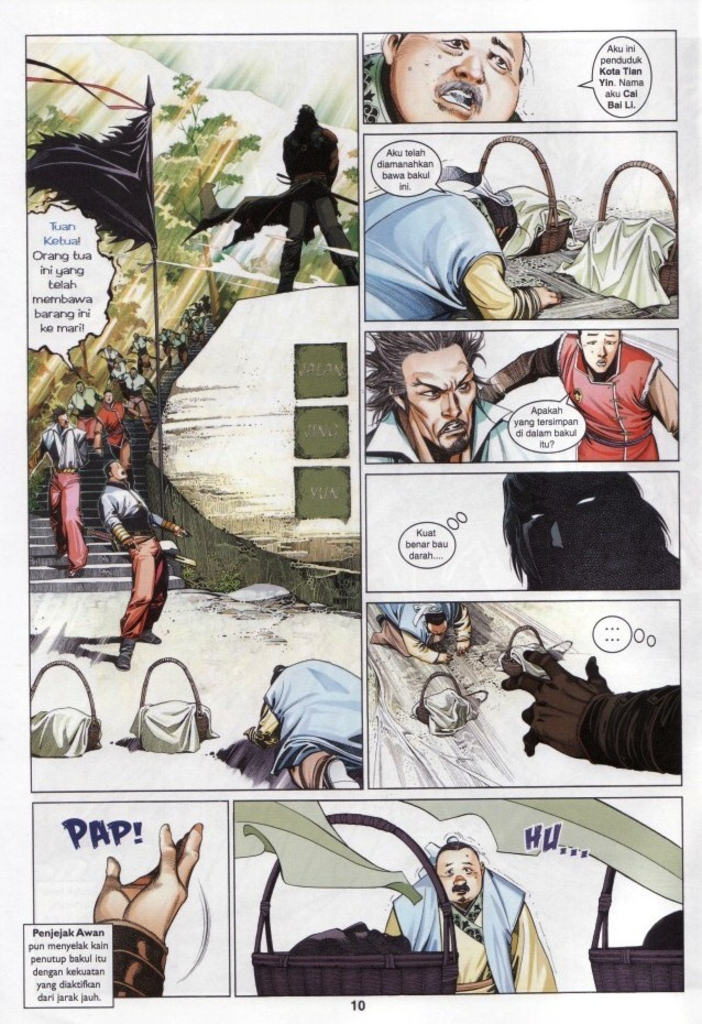 Tuan
Ketua!
Orang tua
ini yang
telah
membawa
barang ini
ke mari!
JALAN
JING
YUN
Aku ini
penduduk
Kota Tian
Yin. Nama
aku Cai
Bai Li.
Aku telah
diamanahkan
bawa bakul
ini.
Apakah
yang tersimpan
di dalam bakul
itu?
Kuat
benar bau
darah....
...
...
PAP!
Penjejak Awan
pun menyelak kain
penutup bakul itu
dengan kekuatan
yang diaktifkan
dari jarak jauh.
HU...
10